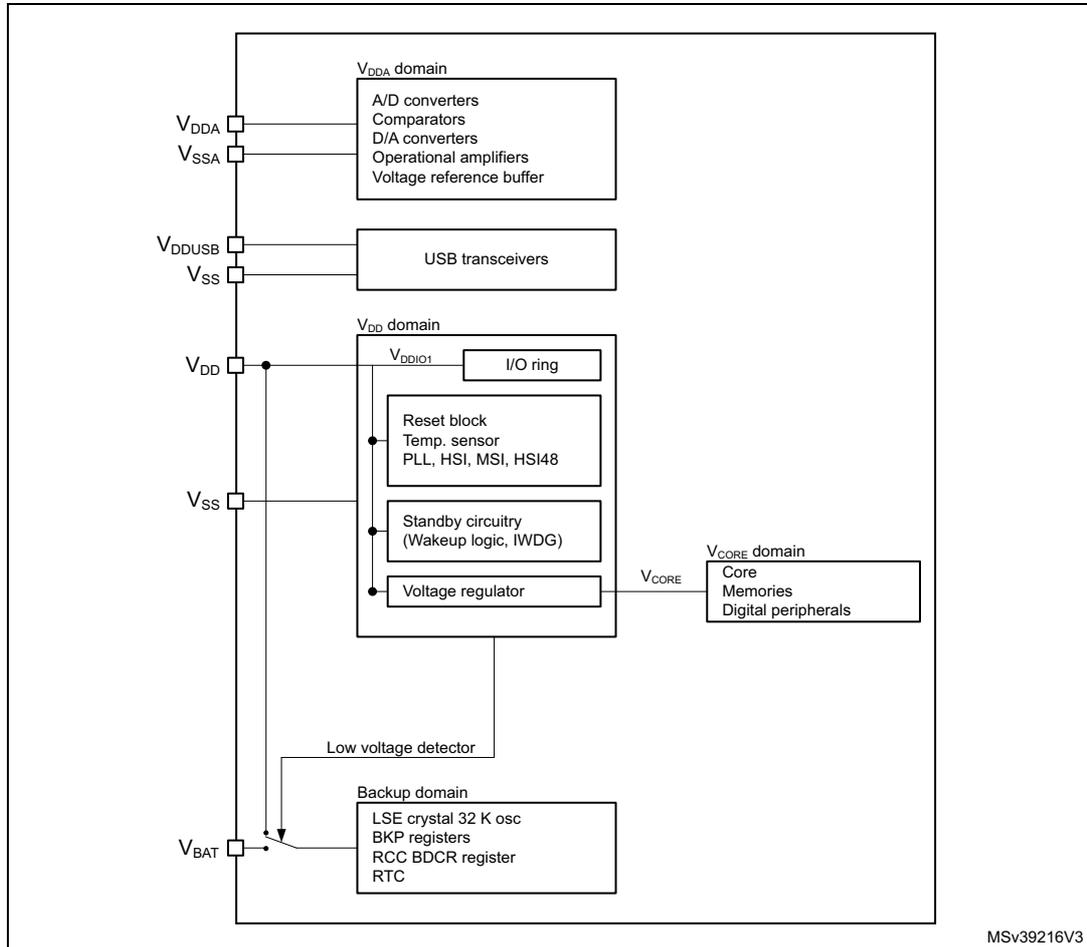 VDDA domain
A/D converters
Comparators
D/A converters
Operational amplifiers
Voltage reference buffer
VDDA
VSSA
VDDUSB
VSS
USB transceivers
VDD domain
VDD
VDDIO1
I/O ring
Reset block
Temp. sensor
PLL, HSI, MSI, HSI48
VSS
Standby circuitry
(Wakeup logic, IWDG)
Voltage regulator
VCORE
VCORE domain
Core
Memories
Digital peripherals
Low voltage detector
Backup domain
LSE crystal 32 K osc
BKP registers
RCC BDCR register
RTC
VBAT
MSv39216V3